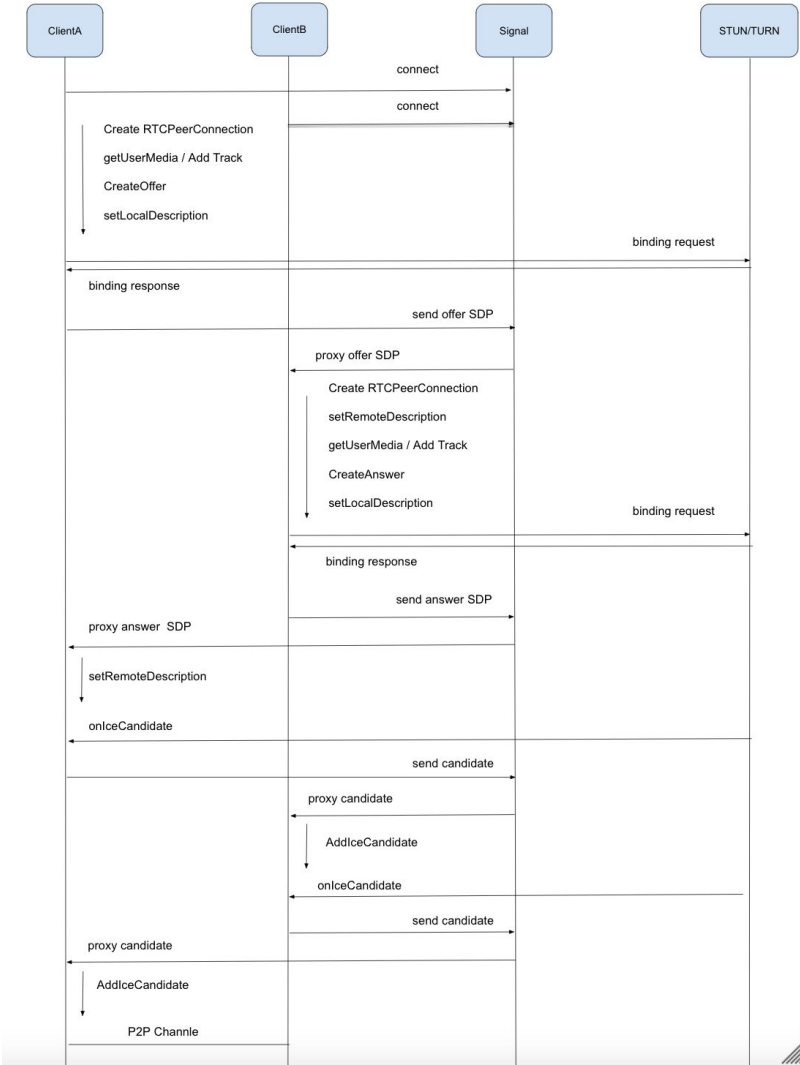 ClientA
ClientB
Signal
STUN/TURN
connect
connect
Create RTCPeerConnection
getUserMedia / Add Track
CreateOffer
setLocalDescription
binding request
binding response
send offer SDP
proxy offer SDP
Create RTCPeerConnection
setRemoteDescription
getUserMedia / Add Track
CreateAnswer
setLocalDescription
binding request
binding response
send answer SDP
proxy answer  SDP
setRemoteDescription
onIceCandidate
send candidate
proxy candidate
AddIceCandidate
onIceCandidate
send candidate
proxy candidate
AddIceCandidate
P2P Channle